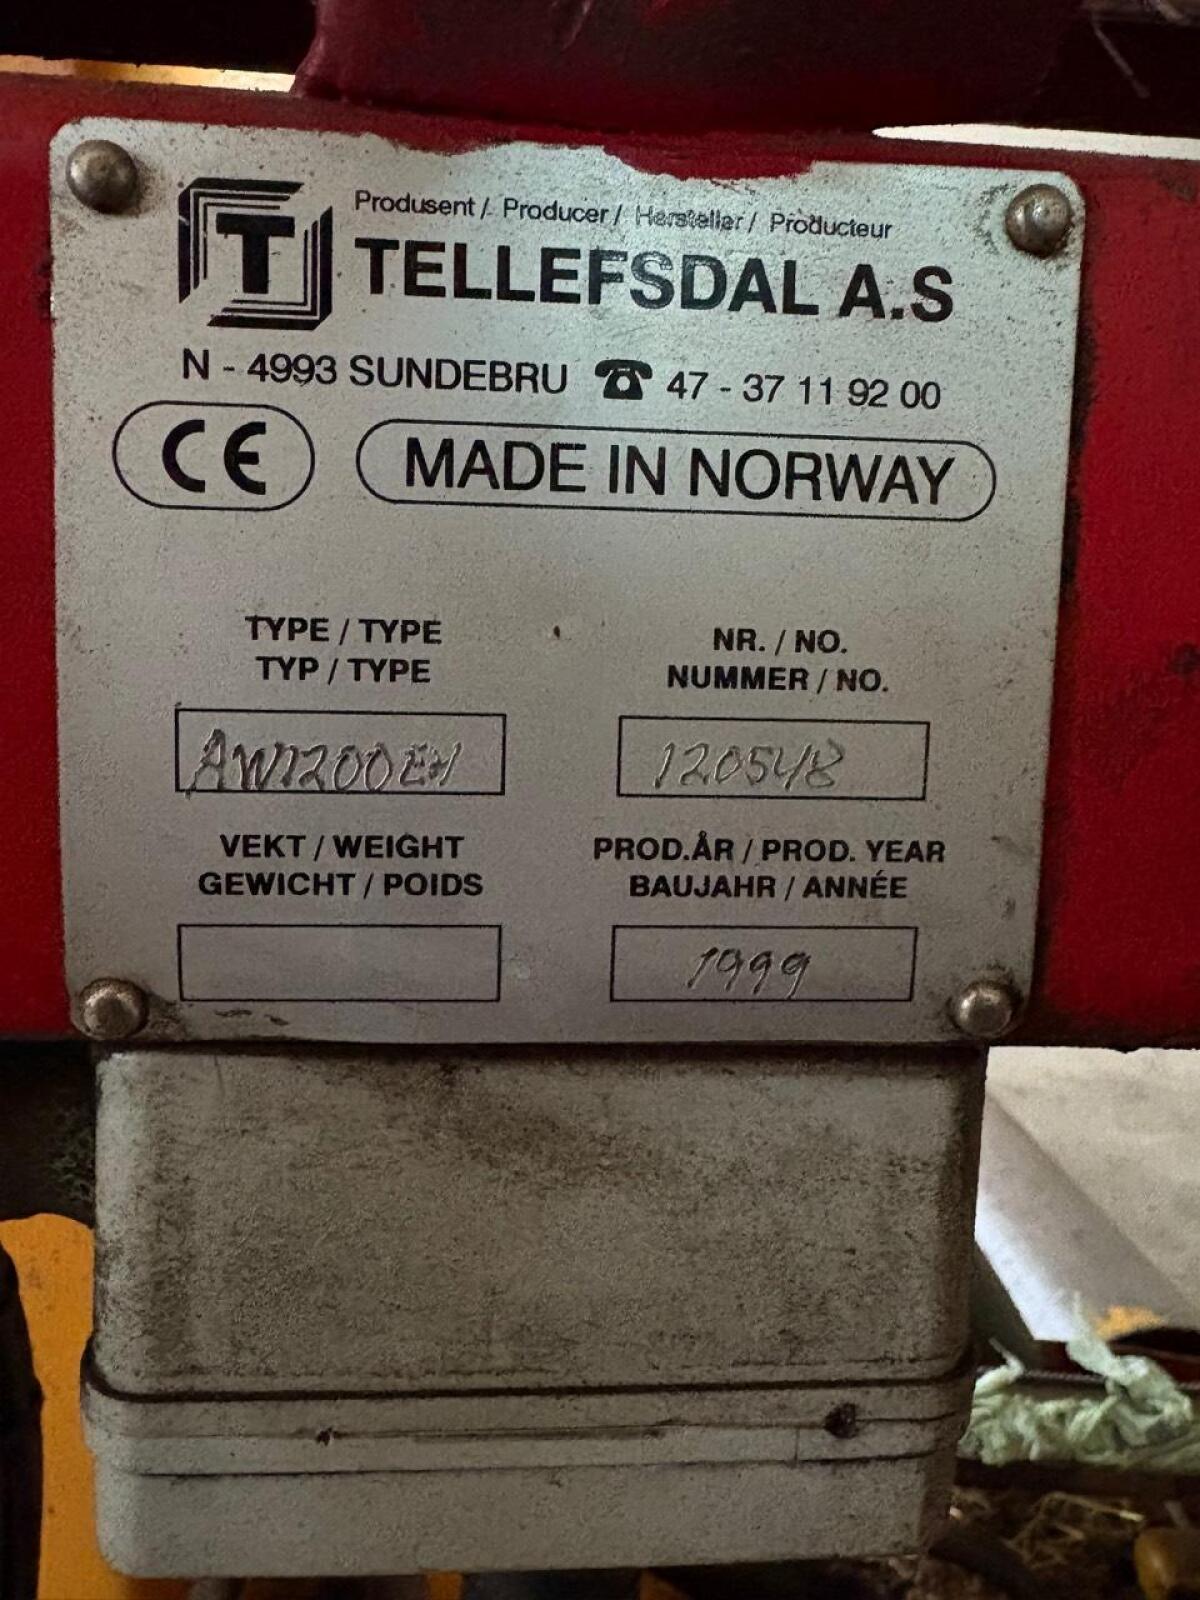 T
Produsent / Producer / Hersteller / Producteur
TELLEFSDAL A.S
N - 4993 SUNDEBRU ☎ 47 - 37 11 92 00
CE MADE IN NORWAY
TYPE / TYPE
TYP / TYPE
NR. / NO.
NUMMER / NO.
AW1200EH
120548
VEKT / WEIGHT
GEWICHT / POIDS
PROD.ÅR / PROD. YEAR
BAUJAHR / ANNÉE
1999